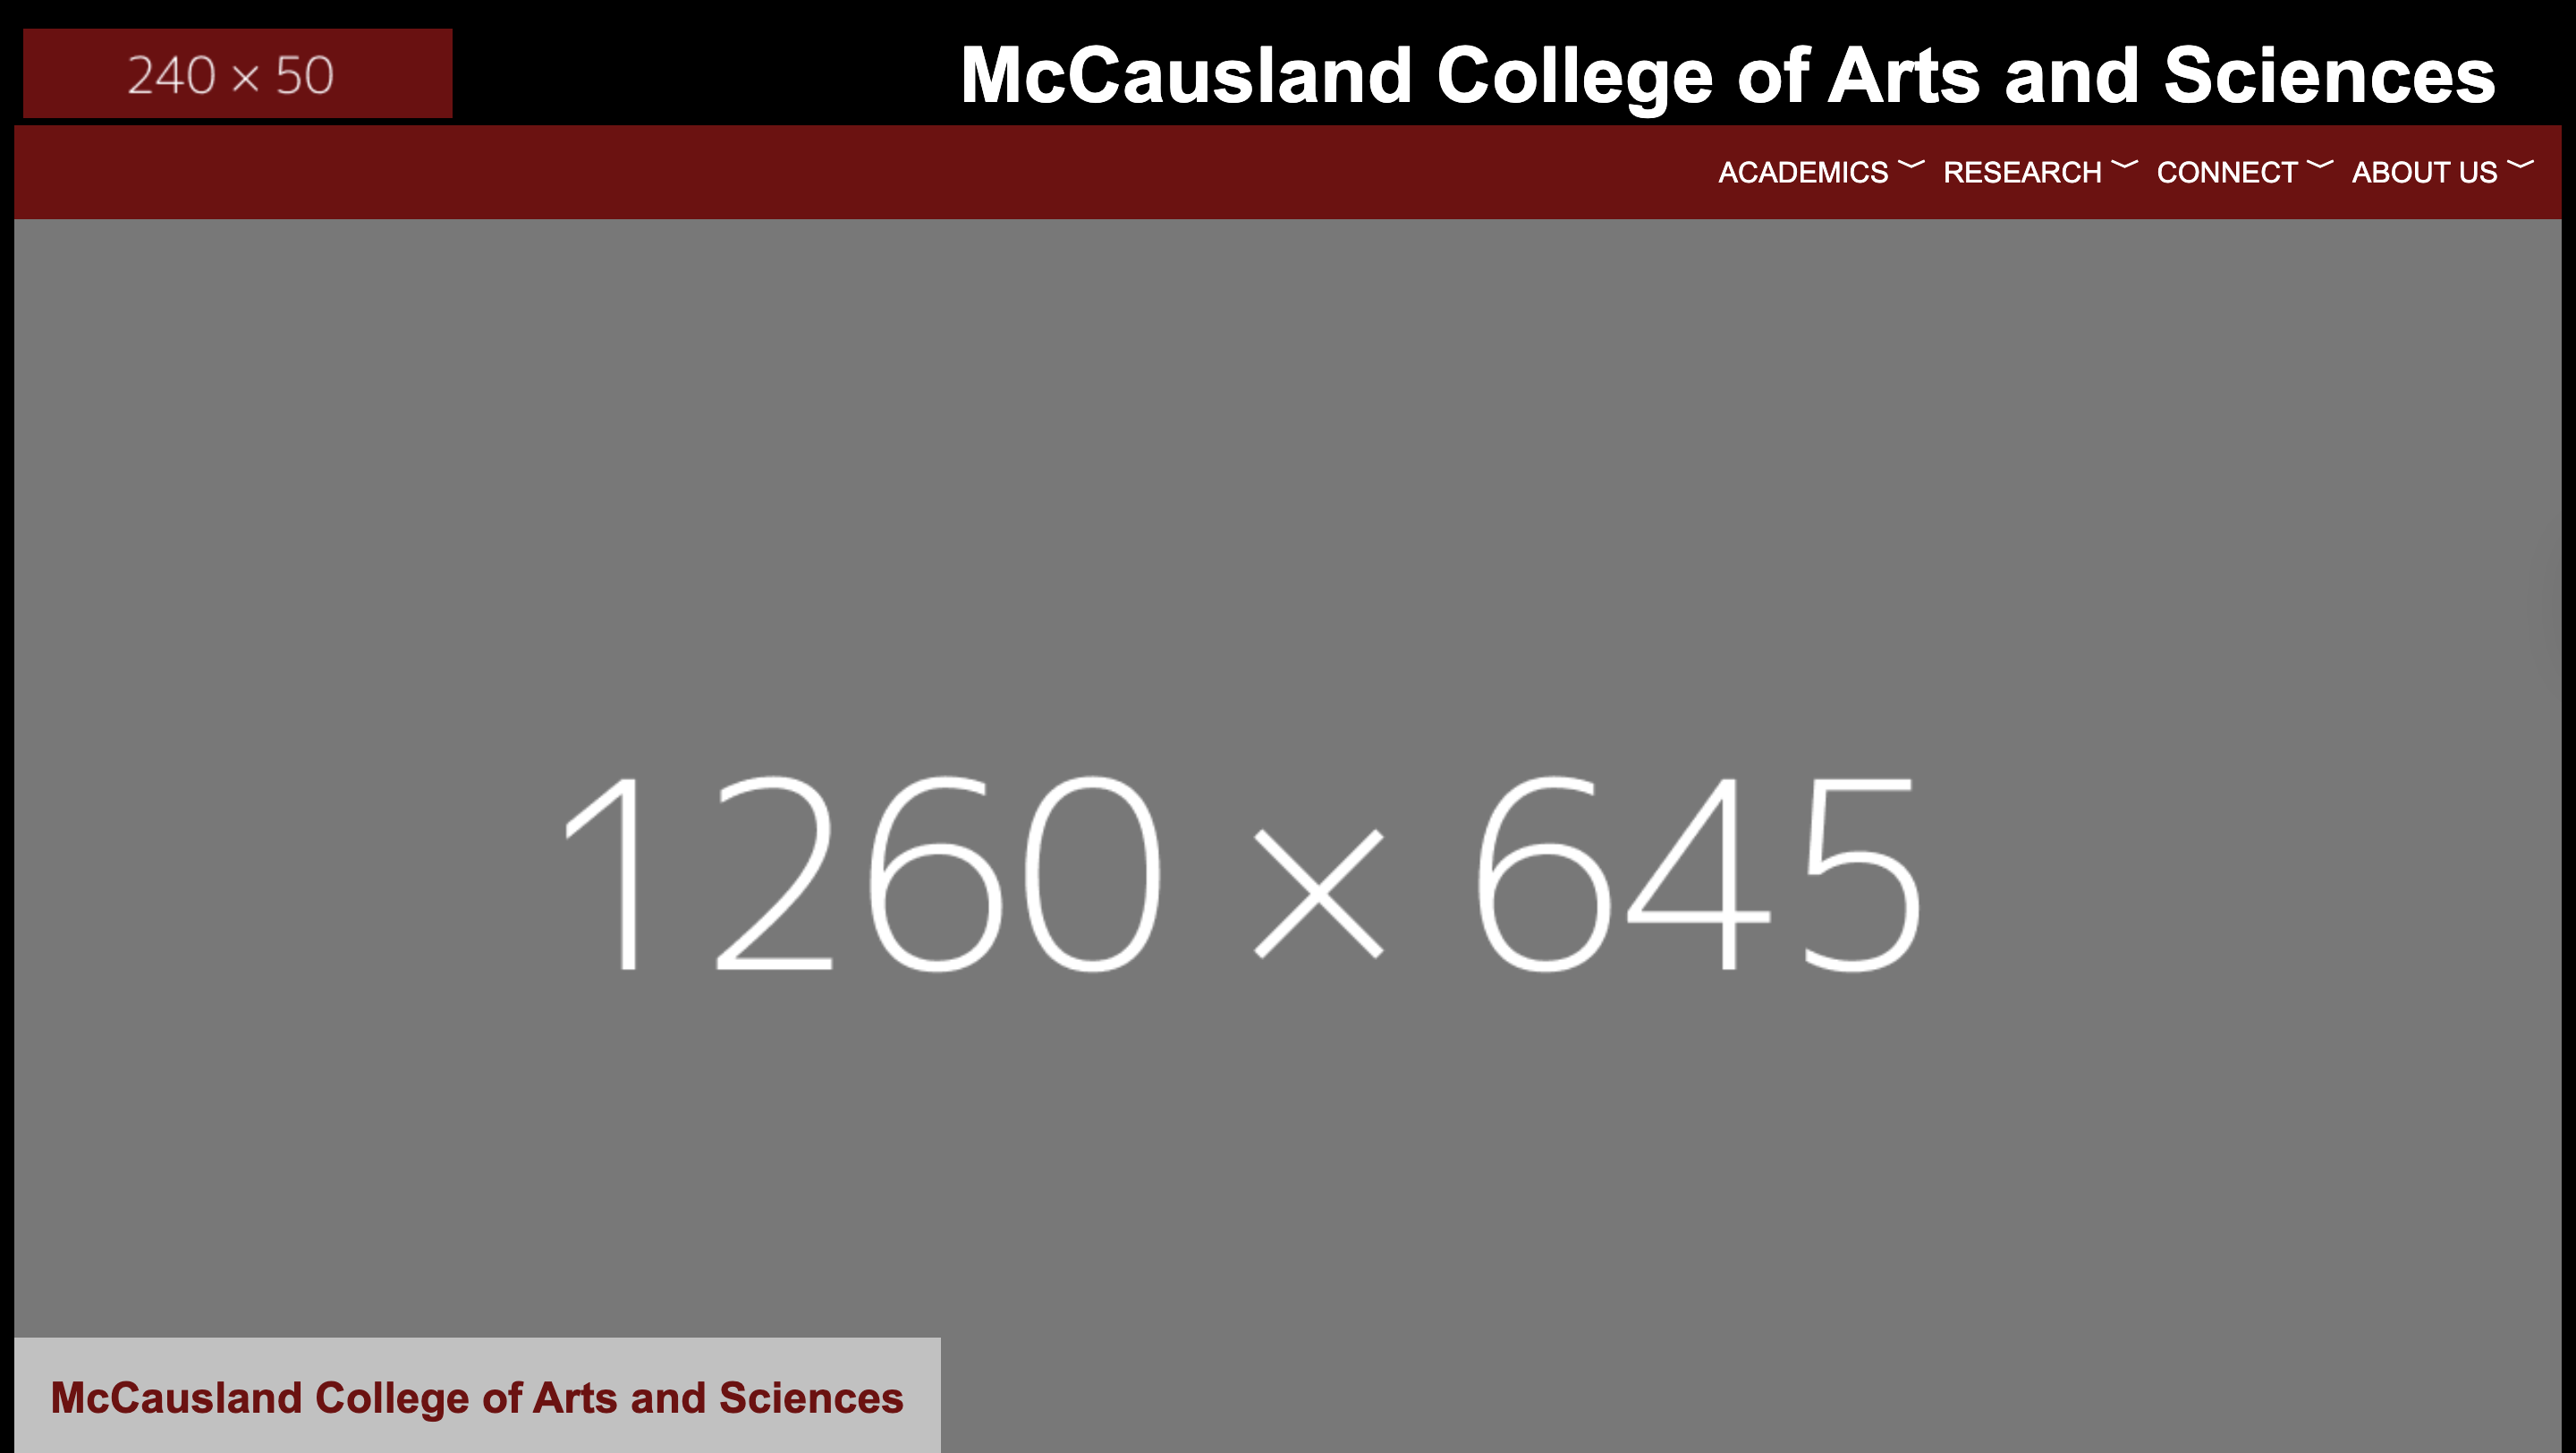 240 × 50
McCausland College of Arts and Sciences
ACADEMICS RESEARCH CONNECT ABOUT US
1260 × 645
McCausland College of Arts and Sciences